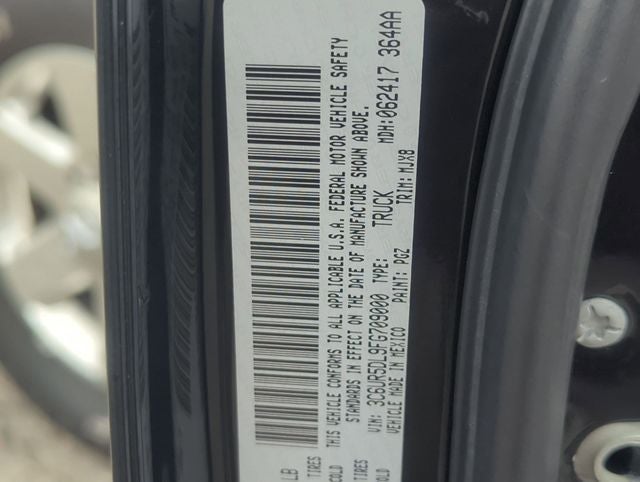 LB
TIRES
COLD
THIS VEHICLE CONFORMS TO ALL APPLICABLE U.S.A. FEDERAL MOTOR VEHICLE SAFETY
STANDARDS IN EFFECT ON THE DATE OF MANUFACTURE SHOWN ABOVE.
VIN: 3C6UR5DL9FG709000 TYPE: TRUCK MDH:062417 364AA
VEHICLE MADE IN MEXICO PAINT: PGZ TRIM: MJX8
TIRES
COLD